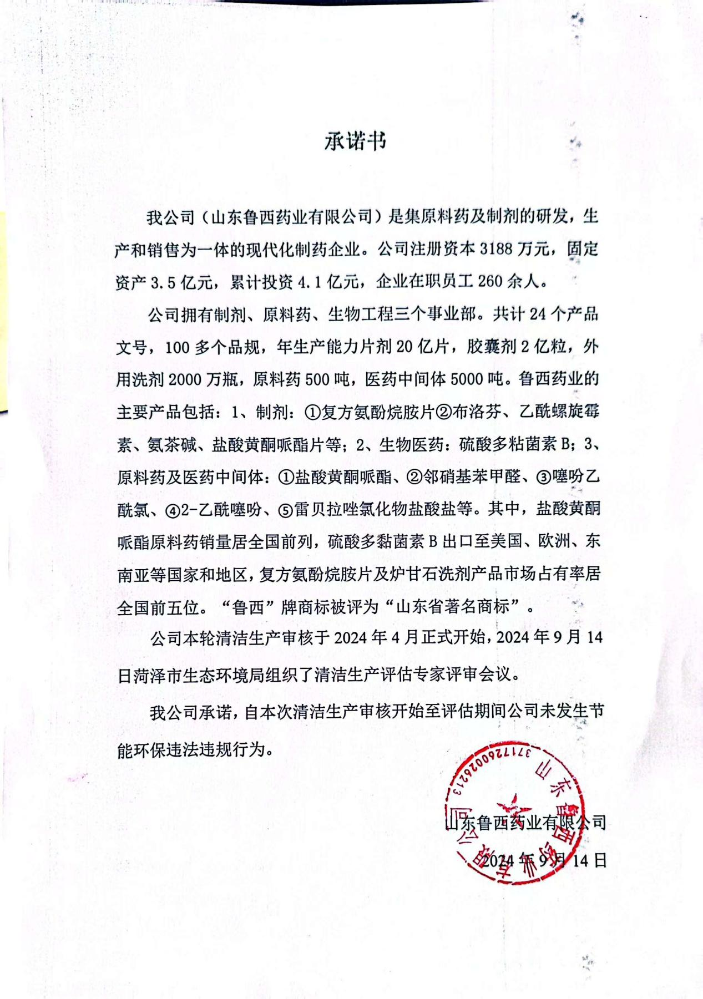 承诺书
我公司（山东鲁西药业有限公司）是集原料药及制剂的研发，生
产和销售为一体的现代化制药企业。公司注册资本 3188 万元，固定
资产 3.5 亿元，累计投资 4.1 亿元，企业在职员工 260 余人。
公司拥有制剂、原料药、生物工程三个事业部。共计 24 个产品
文号，100 多个品规，年生产能力片剂 20 亿片，胶囊剂 2 亿粒，外
用洗剂 2000 万瓶，原料药 500 吨，医药中间体 5000 吨。鲁西药业的
主要产品包括：1、制剂：①复方氨酚烷胺片②布洛芬、乙酰螺旋霉
素、氨茶碱、盐酸黄酮哌酯片等；2、生物医药：硫酸多粘菌素 B；3、
原料药及医药中间体：①盐酸黄酮哌酯、②邻硝基苯甲醛、③噻吩乙
酰氯、④2-乙酰噻吩、⑤雷贝拉唑氯化物盐酸盐等。其中，盐酸黄酮
哌酯原料药销量居全国前列，硫酸多黏菌素 B 出口至美国、欧洲、东
南亚等国家和地区，复方氨酚烷胺片及炉甘石洗剂产品市场占有率居
全国前五位。“鲁西”牌商标被评为“山东省著名商标”。
公司本轮清洁生产审核于 2024 年 4 月正式开始，2024 年 9 月 14
日菏泽市生态环境局组织了清洁生产评估专家评审会议。
我公司承诺，自本次清洁生产审核开始至评估期间公司未发生节
能环保违法违规行为。
山东鲁西药业有限公司
2024 年 9 月 14 日
山东鲁西药业有限公司
3717260026213